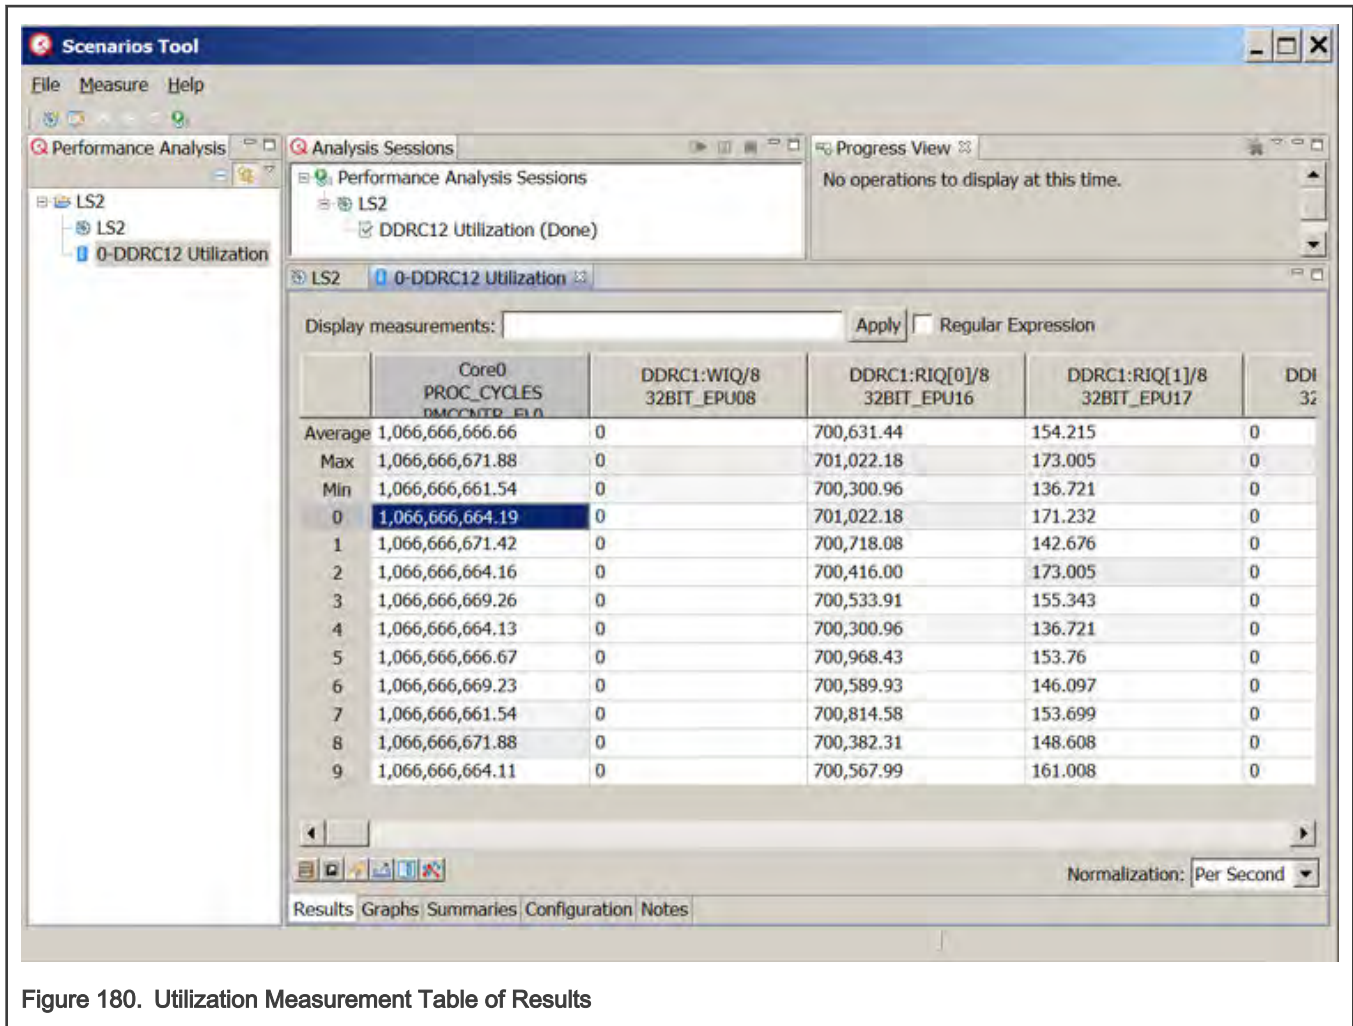 Scenarios Tool
File Measure Help
Performance Analysis
LS2
LS2
0-DDRC12 Utilization
Analysis Sessions
Performance Analysis Sessions
LS2
DDRC12 Utilization (Done)
Progress View
No operations to display at this time.
LS2 0-DDRC12 Utilization
Display measurements: Apply Regular Expression
Core0 DDRC1:WIQ/8 DDRC1:RIQ[0]/8 DDRC1:RIQ[1]/8
PROC_CYCLES 32BIT_EPU08 32BIT_EPU16 32BIT_EPU17 32
PMCCNTR_EL0
Average 1,066,666,666.66 0 700,631.44 154.215 0
Max 1,066,666,671.88 0 701,022.18 173.005 0
Min 1,066,666,661.54 0 700,300.96 136.721 0
0 1,066,666,664.19 0 701,022.18 171.232 0
1 1,066,666,671.42 0 700,718.08 142.676 0
2 1,066,666,664.16 0 700,416.00 173.005 0
3 1,066,666,669.26 0 700,533.91 155.343 0
4 1,066,666,664.13 0 700,300.96 136.721 0
5 1,066,666,666.67 0 700,968.43 153.76 0
6 1,066,666,669.23 0 700,589.93 146.097 0
7 1,066,666,661.54 0 700,814.58 153.699 0
8 1,066,666,671.88 0 700,382.31 148.608 0
9 1,066,666,664.11 0 700,567.99 161.008 0
Normalization: Per Second
Results Graphs Summaries Configuration Notes
Figure 180. Utilization Measurement Table of Results